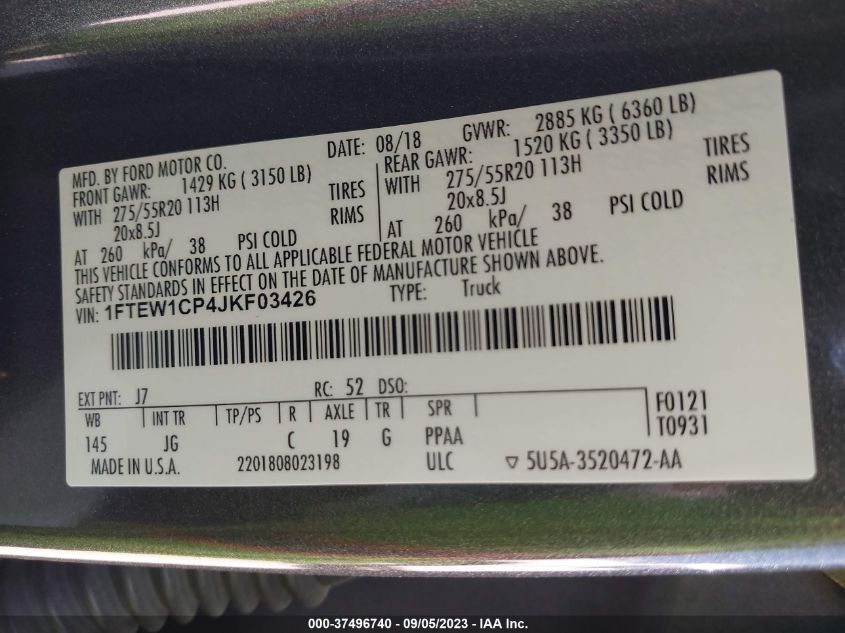 MFD. BY FORD MOTOR CO. DATE: 08/18 GVWR: 2885 KG ( 6360 LB)
FRONT GAWR: 1429 KG ( 3150 LB) REAR GAWR: 1520 KG ( 3350 LB)
WITH 275/55R20 113H TIRES WITH 275/55R20 113H TIRES
20x8.5J RIMS 20x8.5J RIMS
AT 260 kPa/ 38 PSI COLD AT 260 kPa/ 38 PSI COLD
THIS VEHICLE CONFORMS TO ALL APPLICABLE FEDERAL MOTOR VEHICLE
SAFETY STANDARDS IN EFFECT ON THE DATE OF MANUFACTURE SHOWN ABOVE.
VIN: 1FTEW1CP4JKF03426 TYPE: Truck
EXT PNT: J7 RC: 52 DSO:
WB INT TR TP/PS R AXLE TR SPR F0121
145 JG C 19 G PPAA T0931
MADE IN U.S.A. 2201808023198 ULC ▽ 5U5A-3520472-AA
000-37496740 - 09/05/2023 - IAA Inc.